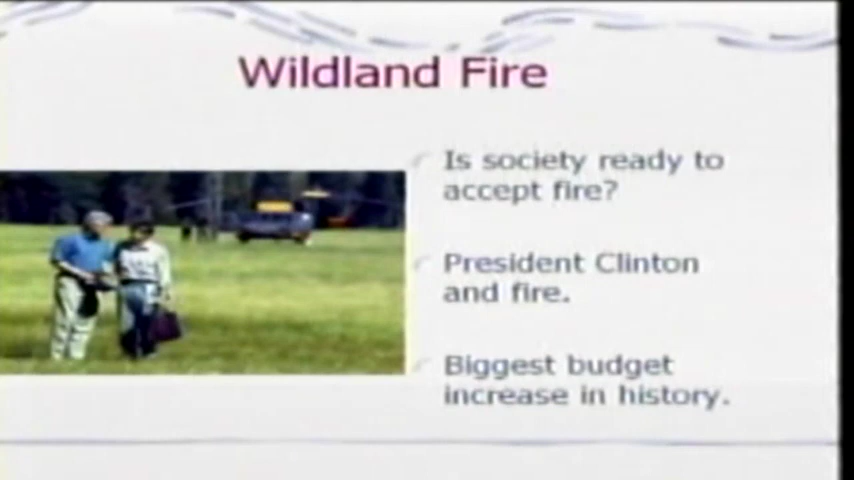 Wildland Fire
Is society ready to
accept fire?
President Clinton
and fire.
Biggest budget
increase in history.